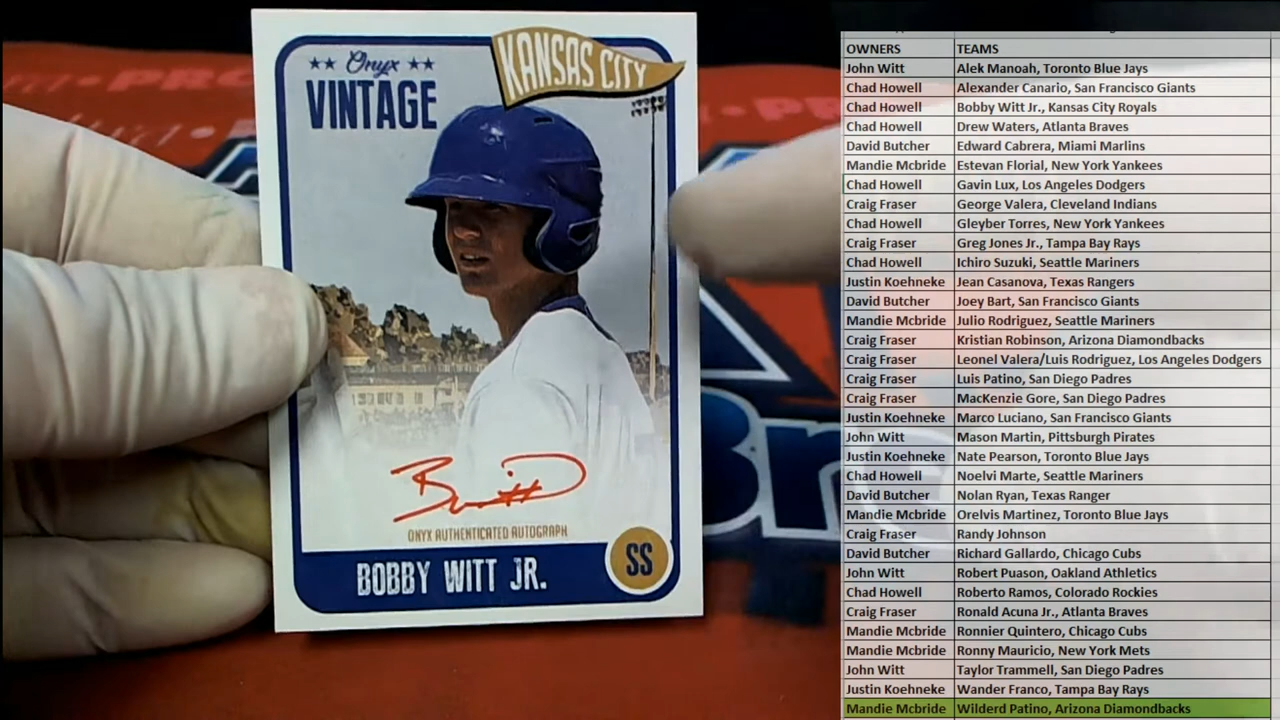 ★★ Onyx ★★
VINTAGE
KANSAS CITY
ONYX AUTHENTICATED AUTOGRAPH
BOBBY WITT JR.
SS
OWNERS TEAMS
John Witt Alek Manoah, Toronto Blue Jays
Chad Howell Alexander Canario, San Francisco Giants
Chad Howell Bobby Witt Jr., Kansas City Royals
Chad Howell Drew Waters, Atlanta Braves
David Butcher Edward Cabrera, Miami Marlins
Mandie Mcbride Estevan Florial, New York Yankees
Chad Howell Gavin Lux, Los Angeles Dodgers
Craig Fraser George Valera, Cleveland Indians
Chad Howell Gleyber Torres, New York Yankees
Craig Fraser Greg Jones Jr., Tampa Bay Rays
Chad Howell Ichiro Suzuki, Seattle Mariners
Justin Koehneke Jean Casanova, Texas Rangers
David Butcher Joey Bart, San Francisco Giants
Mandie Mcbride Julio Rodriguez, Seattle Mariners
Craig Fraser Kristian Robinson, Arizona Diamondbacks
Craig Fraser Leonel Valera/Luis Rodriguez, Los Angeles Dodgers
Craig Fraser Luis Patino, San Diego Padres
Craig Fraser MacKenzie Gore, San Diego Padres
Justin Koehneke Marco Luciano, San Francisco Giants
John Witt Mason Martin, Pittsburgh Pirates
Justin Koehneke Nate Pearson, Toronto Blue Jays
Chad Howell Noelvi Marte, Seattle Mariners
David Butcher Nolan Ryan, Texas Ranger
Mandie Mcbride Orelvis Martinez, Toronto Blue Jays
Craig Fraser Randy Johnson
David Butcher Richard Gallardo, Chicago Cubs
John Witt Robert Puason, Oakland Athletics
Chad Howell Roberto Ramos, Colorado Rockies
Craig Fraser Ronald Acuna Jr., Atlanta Braves
Mandie Mcbride Ronnier Quintero, Chicago Cubs
Mandie Mcbride Ronny Mauricio, New York Mets
John Witt Taylor Trammell, San Diego Padres
Justin Koehneke Wander Franco, Tampa Bay Rays
Mandie Mcbride Wilderd Patino, Arizona Diamondbacks